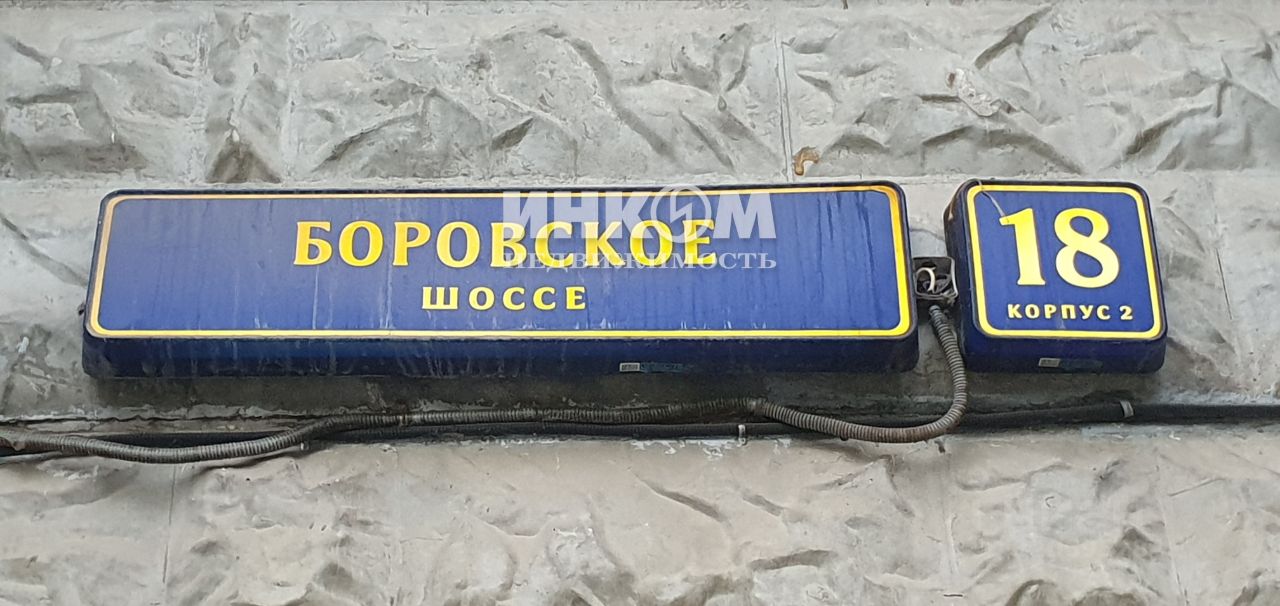 БОРОВСКОЕ
ШОССЕ
18
КОРПУС 2
ИНКОМ
НЕДВИЖИМОСТЬ